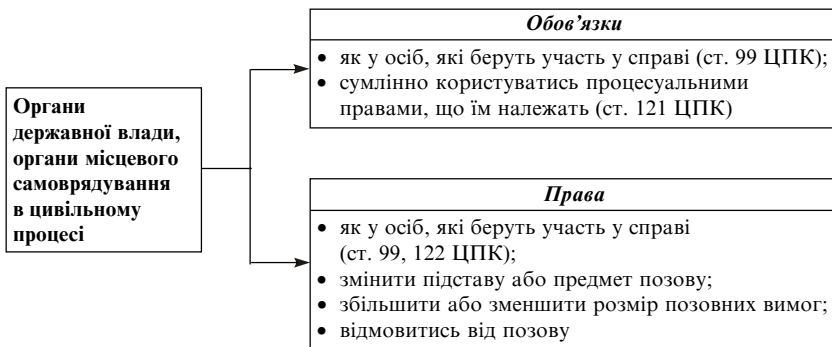 Органи
державної влади,
органи місцевого
самоврядування
в цивільному
процесі
Обов’язки
• як у осіб, які беруть участь у справі (ст. 99 ЦПК);
• сумлінно користуватись процесуальними
правами, що їм належать (ст. 121 ЦПК)
Права
• як у осіб, які беруть участь у справі
(ст. 99, 122 ЦПК);
• змінити підставу або предмет позову;
• збільшити або зменшити розмір позовних вимог;
• відмовитись від позову